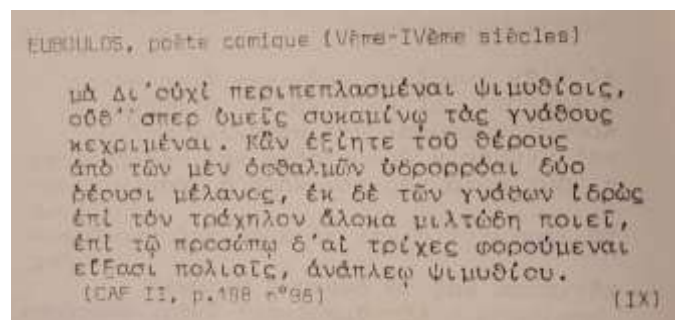 EUBOULOS, poète comique (Vème-IVème siècles)
μὰ Δι'οὐχὶ περιπεπλασμέναι ψιμυθίοις,
οὐδ'ὥσπερ ὑμεῖς συκαμίνῳ τὰς γνάθους
κεχριμέναι. Κἂν ἐξίητε τοῦ θέρους
ἀπὸ τῶν μὲν ὀφθαλμῶν ὑδρορρόαι δύο
ῥέουσι μέλανος, ἐκ δὲ τῶν γνάθων ἱδρὼς
ἐπὶ τὸν τράχηλον ἄλοκα μιλτώδη ποιεῖ,
ἐπὶ τῷ προσώπῳ δ'αἱ τρίχες φορούμεναι
εἴξασι πολιαῖς, ἀνάπλεῳ ψιμυθίου.
(CAF II, p.198 n°98)
[IX]